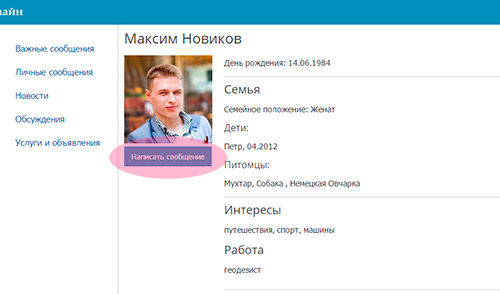 лайн
Важные сообщения
Личные сообщения
Новости
Обсуждения
Услуги и объявления
Максим Новиков
Написать сообщение
День рождения: 14.06.1984
Семья
Семейное положение: Женат
Дети:
Петр, 04.2012
Питомцы:
Мухтар, Собака , Немецкая Овчарка
Интересы
путешествия, спорт, машины
Работа
геодезист